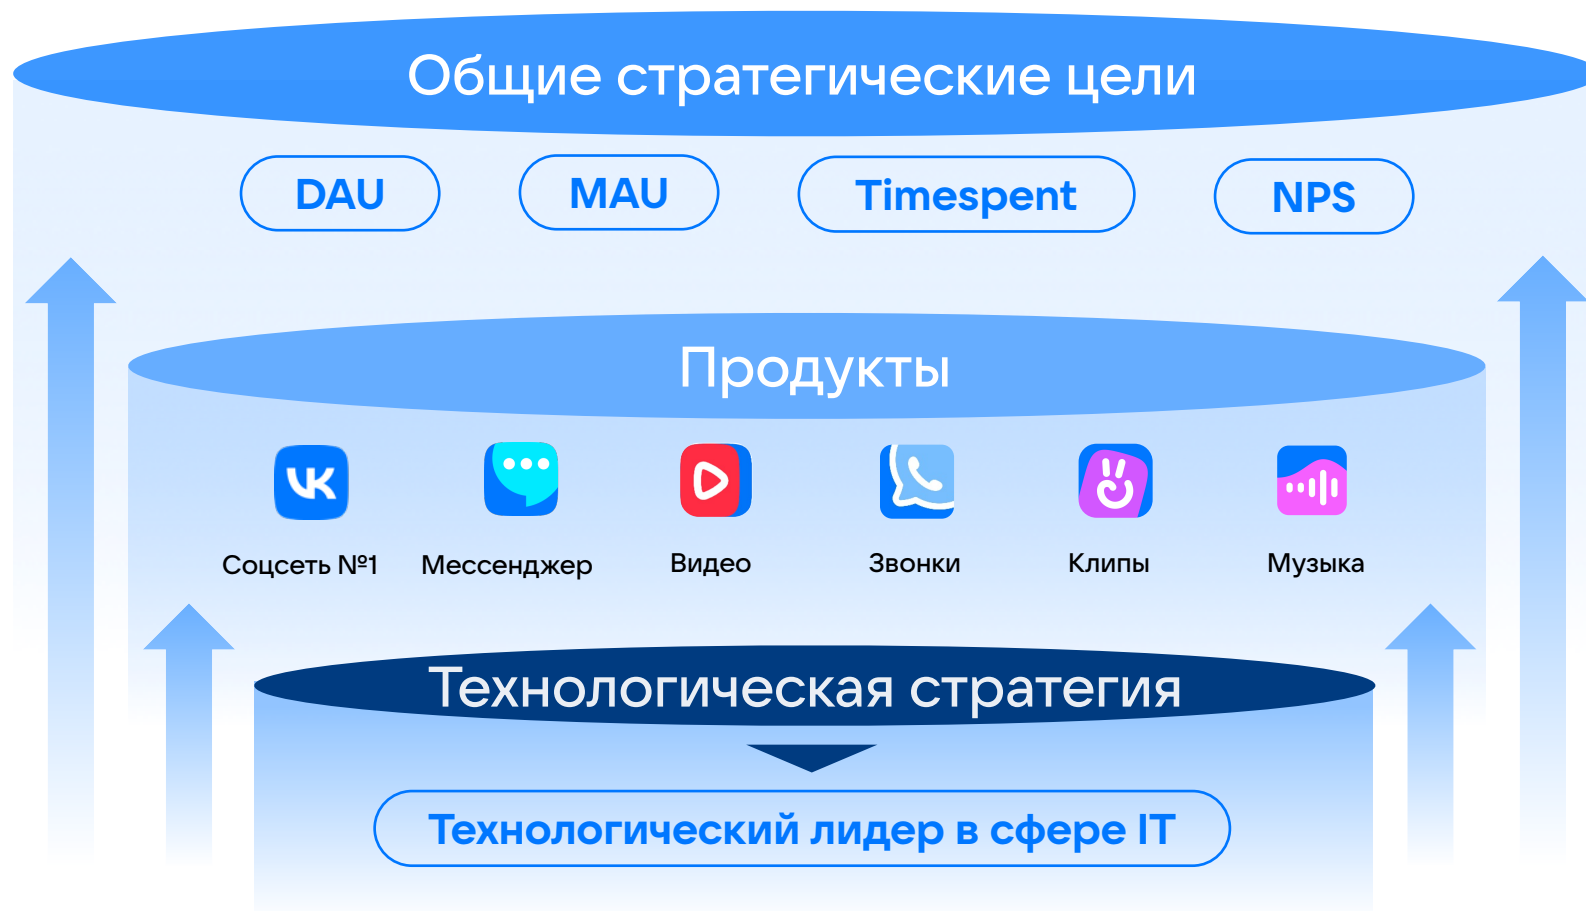 Общие стратегические цели
DAU MAU Timespent NPS
Продукты
VK
Соцсеть №1 Мессенджер Видео Звонки Клипы Музыка
Технологическая стратегия
Технологический лидер в сфере IT